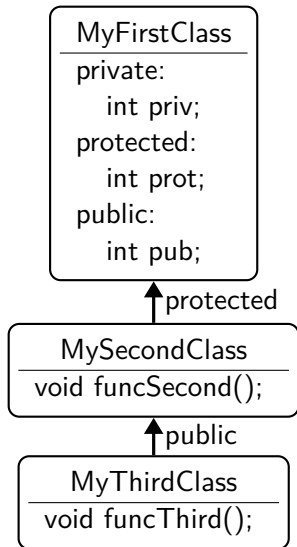 MyFirstClass
private:
int priv;
protected:
int prot;
public:
int pub;
protected
MySecondClass
void funcSecond();
public
MyThirdClass
void funcThird();